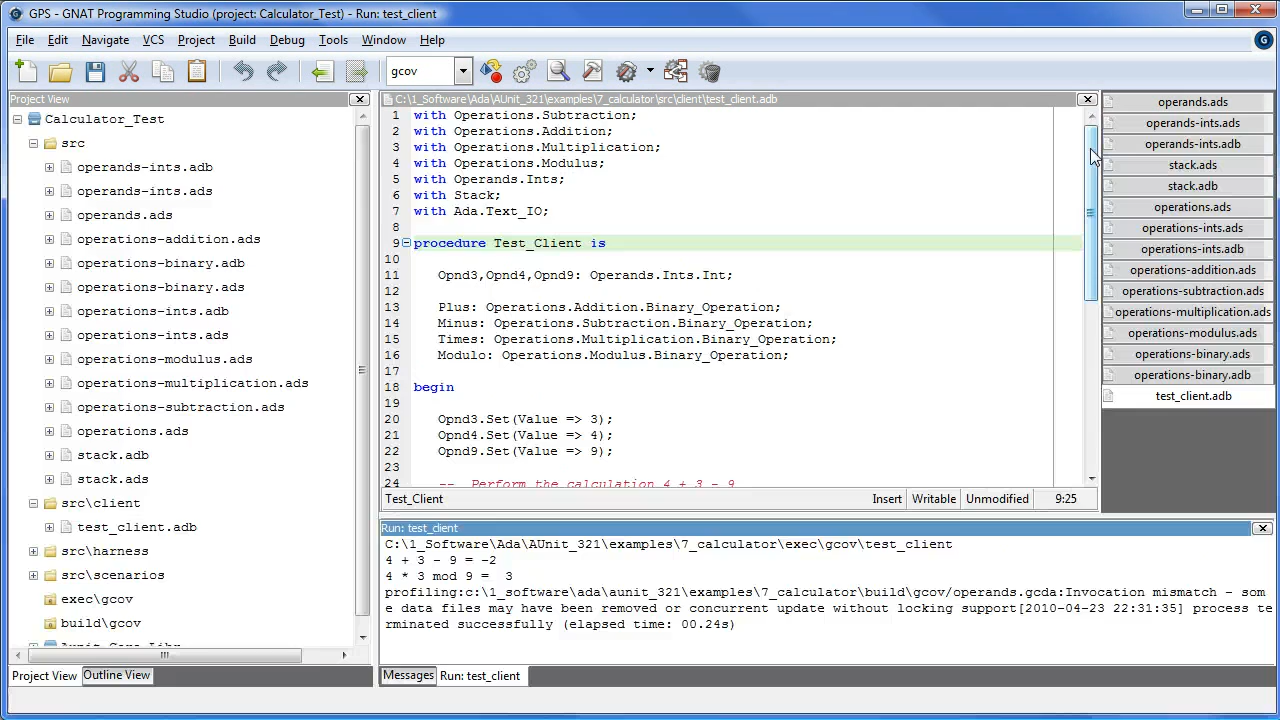 GPS - GNAT Programming Studio (project: Calculator_Test) - Run: test_client
File Edit Navigate VCS Project Build Debug Tools Window Help
gcov
Project View
Calculator_Test
src
operands-ints.adb
operands-ints.ads
operands.ads
operations-addition.ads
operations-binary.adb
operations-binary.ads
operations-ints.adb
operations-ints.ads
operations-modulus.ads
operations-multiplication.ads
operations-subtraction.ads
operations.ads
stack.adb
stack.ads
src\client
test_client.adb
src\harness
src\scenarios
exec\gcov
build\gcov
Project View Outline View
C:\1_Software\Ada\AUnit_321\examples\7_calculator\src\client\test_client.adb
1 with Operations.Subtraction;
2 with Operations.Addition;
3 with Operations.Multiplication;
4 with Operations.Modulus;
5 with Operands.Ints;
6 with Stack;
7 with Ada.Text_IO;
8
9 procedure Test_Client is
10
11 Opnd3,Opnd4,Opnd9: Operands.Ints.Int;
12
13 Plus: Operations.Addition.Binary_Operation;
14 Minus: Operations.Subtraction.Binary_Operation;
15 Times: Operations.Multiplication.Binary_Operation;
16 Modulo: Operations.Modulus.Binary_Operation;
17
18 begin
19
20 Opnd3.Set(Value => 3);
21 Opnd4.Set(Value => 4);
22 Opnd9.Set(Value => 9);
23
24 -- Perform the calculation 4 + 3 - 9
Test_Client Insert Writable Unmodified 9:25
operands.ads
operands-ints.ads
operands-ints.adb
stack.ads
stack.adb
operations.ads
operations-ints.ads
operations-ints.adb
operations-addition.ads
operations-subtraction.ads
operations-multiplication.ads
operations-modulus.ads
operations-binary.ads
operations-binary.adb
test_client.adb
Run: test_client
C:\1_Software\Ada\AUnit_321\examples\7_calculator\exec\gcov\test_client
4 + 3 - 9 = -2
4 * 3 mod 9 = 3
profiling:c:\1_software\ada\aunit_321\examples\7_calculator\build\gcov/operands.gcda:Invocation mismatch - som
e data files may have been removed or concurrent update without locking support[2010-04-23 22:31:35] process te
rminated successfully (elapsed time: 00.24s)
Messages Run: test_client